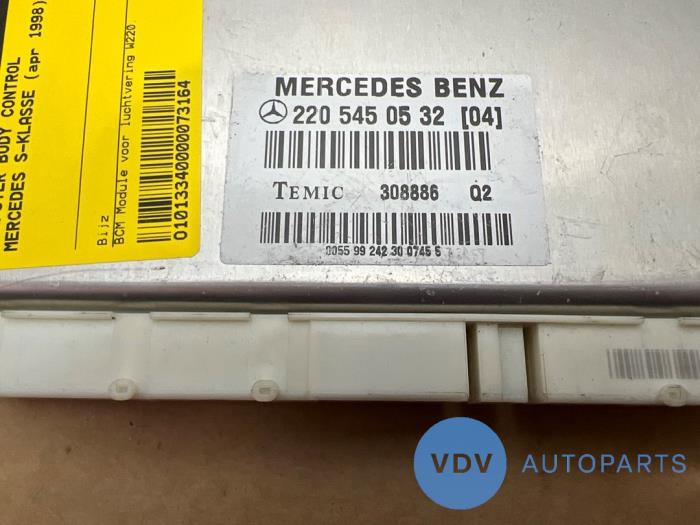 BODY CONTROL
MERCEDES S-KLASSE (apr 1998)
Bijz
BCM Module voor luchtvering W220.
0101334000000073164
MERCEDES BENZ
220 545 05 32 [04]
TEMIC 308886 Q2
0055 99 242 30 0745 5
VDV AUTOPARTS